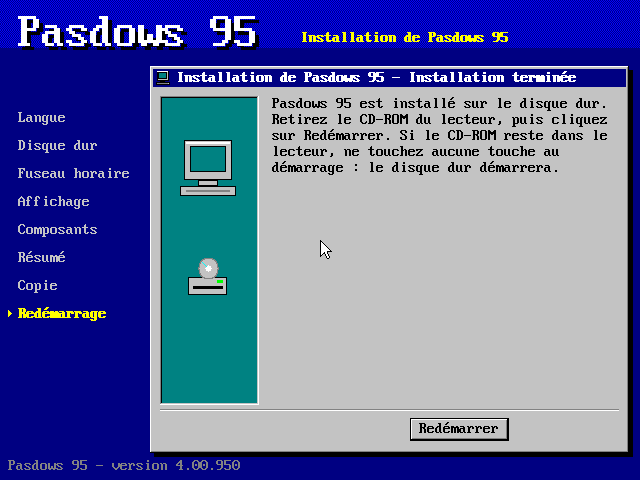 Pasdows 95
Installation de Pasdows 95
Installation de Pasdows 95 - Installation terminée
Langue
Disque dur
Fuseau horaire
Affichage
Composants
Résumé
Copie
Redémarrage
Pasdows 95 est installé sur le disque dur.
Retirez le CD-ROM du lecteur, puis cliquez
sur Redémarrer. Si le CD-ROM reste dans le
lecteur, ne touchez aucune touche au
démarrage : le disque dur démarrera.
Redémarrer
Pasdows 95 - version 4.00.950